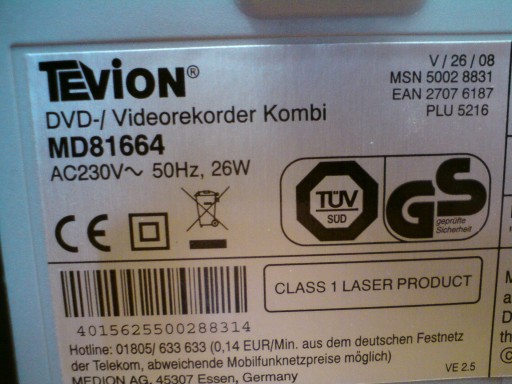 TEVION®
DVD-/ Videorekorder Kombi
MD81664
AC230V~ 50Hz, 26W
V / 26 / 08
MSN 5002 8831
EAN 2707 6187
PLU 5216
CE
TÜV
SÜD
GS
geprüfte
Sicherheit
4015625500288314
CLASS 1 LASER PRODUCT
Hotline: 01805/ 633 633 (0,14 EUR/Min. aus dem deutschen Festnetz
der Telekom, abweichende Mobilfunknetzpreise möglich)
MEDION AG, 45307 Essen, Germany
VE 2.5